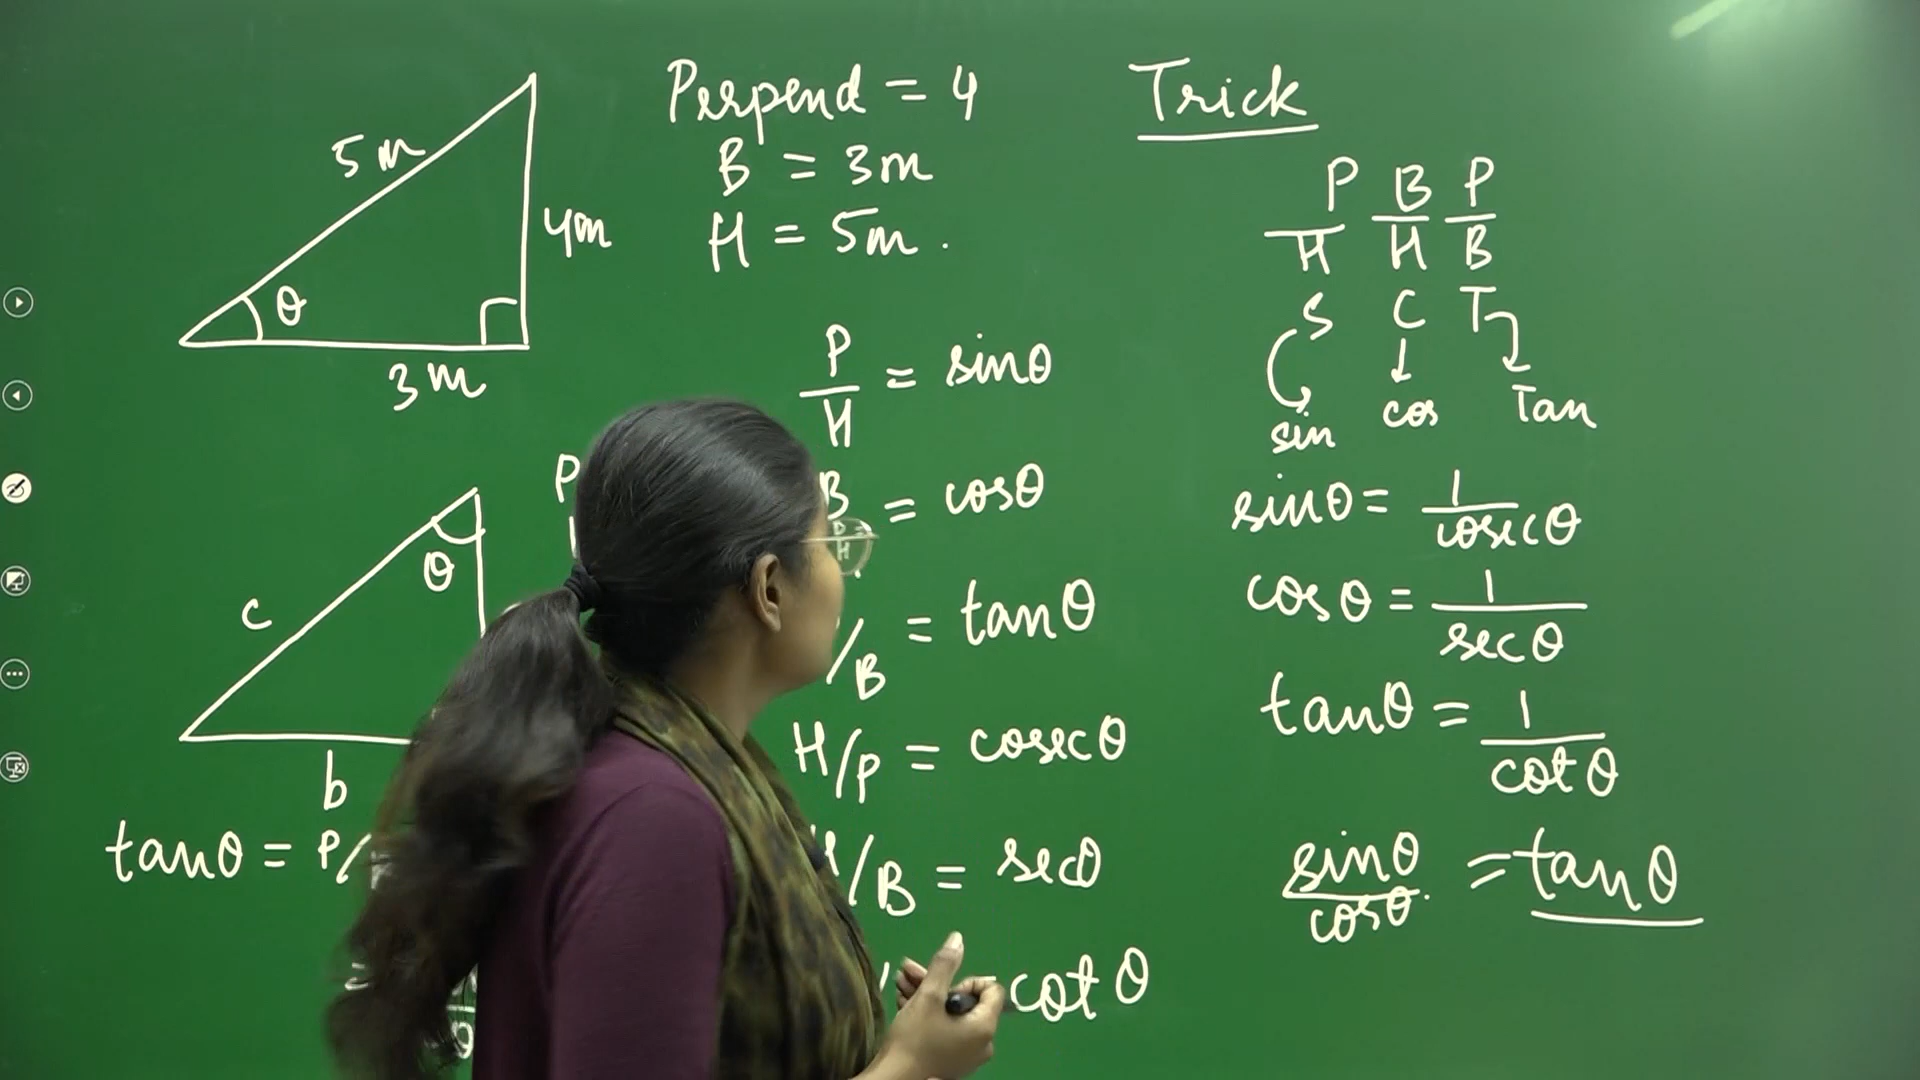 5m
4m
θ
3m
Perpend = 4
B = 3m
H = 5m.
P/H = sinθ
B = cosθ
/B = tanθ
H/P = cosecθ
/B = secθ
= cotθ
P
θ
c
b
tanθ = P/
=
Trick
P/H B/H P/B
S C T
sin cos Tan
sinθ = 1/cosecθ
cosθ = 1/secθ
tanθ = 1/cotθ
sinθ/cosθ = tanθ